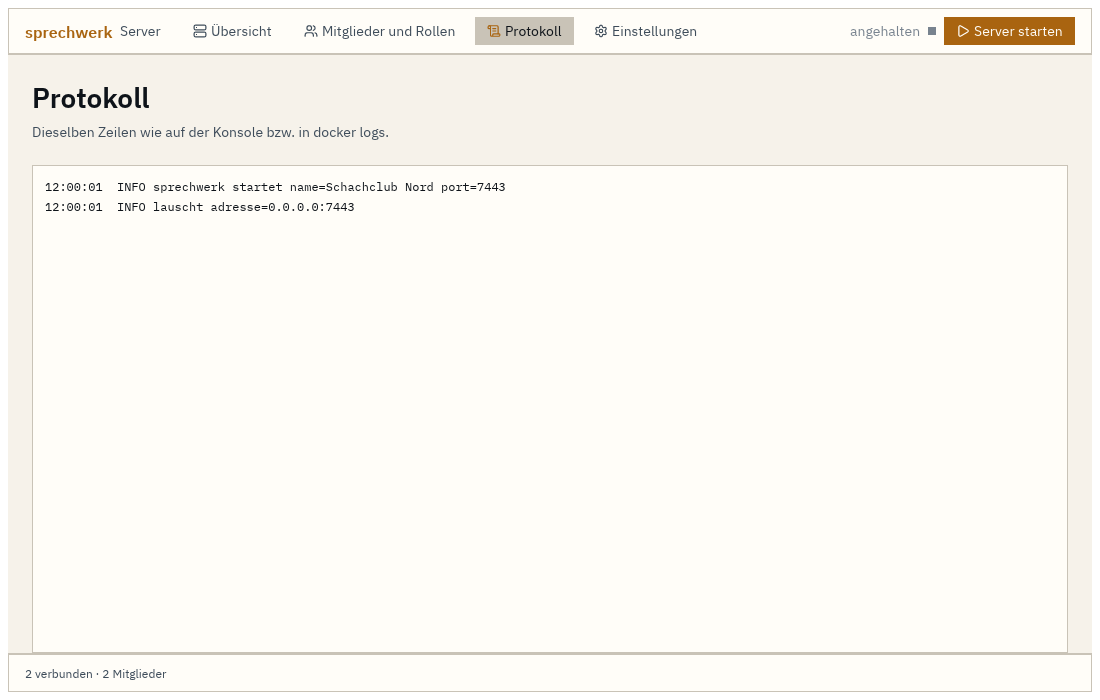 sprechwerk Server Übersicht Mitglieder und Rollen Protokoll Einstellungen angehalten Server starten
Protokoll
Dieselben Zeilen wie auf der Konsole bzw. in docker logs.
12:00:01  INFO sprechwerk startet name=Schachclub Nord port=7443
12:00:01  INFO lauscht adresse=0.0.0.0:7443
2 verbunden · 2 Mitglieder